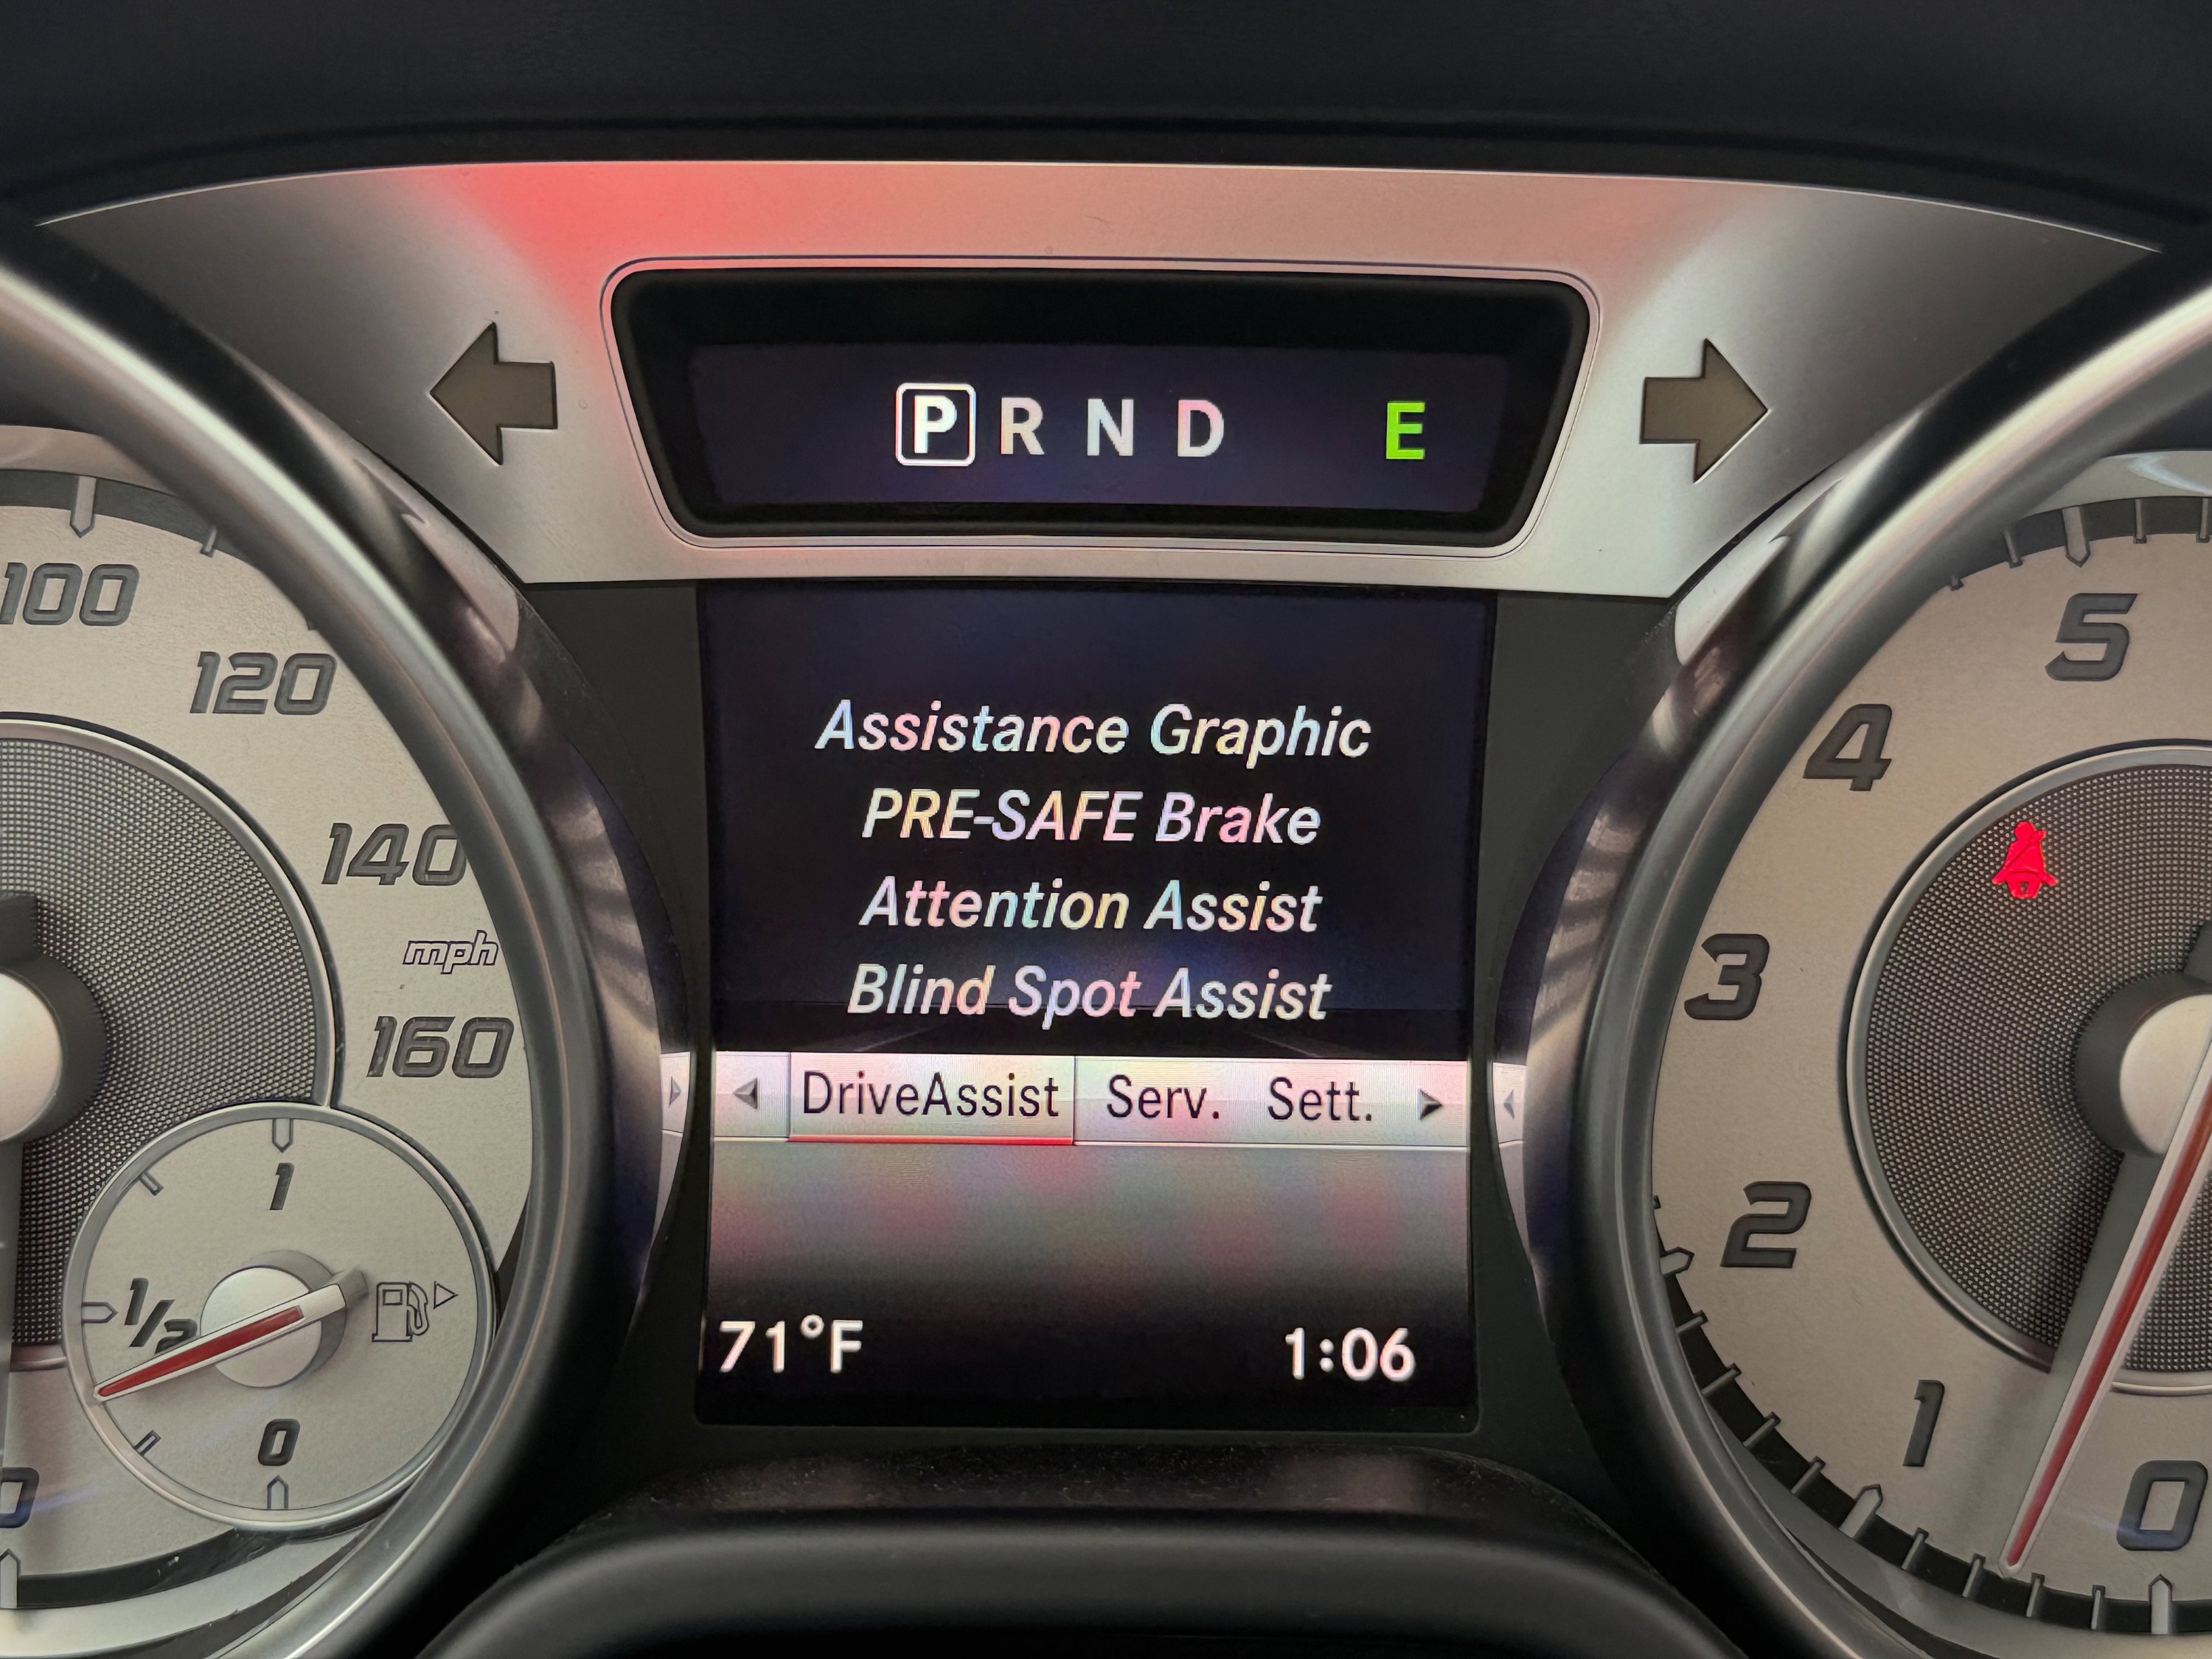 P R N D E
100
120
140
mph
160
1
1/2
0
0
Assistance Graphic
PRE-SAFE Brake
Attention Assist
Blind Spot Assist
DriveAssist Serv. Sett.
71°F 1:06
5
4
3
2
1
0